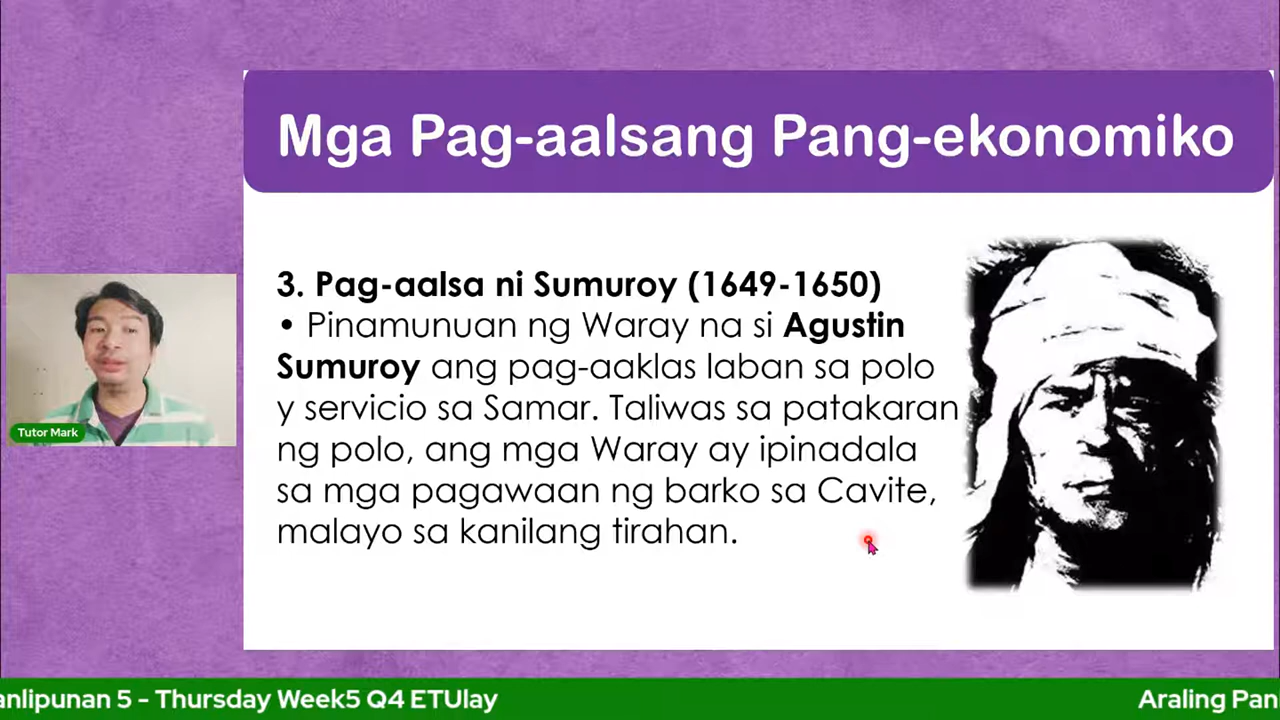 Mga Pag-aalsang Pang-ekonomiko
3. Pag-aalsa ni Sumuroy (1649-1650)
• Pinamunuan ng Waray na si Agustin
Sumuroy ang pag-aaklas laban sa polo
y servicio sa Samar. Taliwas sa patakaran
ng polo, ang mga Waray ay ipinadala
sa mga pagawaan ng barko sa Cavite,
malayo sa kanilang tirahan.
Tutor Mark
anlipunan 5 - Thursday Week5 Q4 ETUlay
Araling Pan